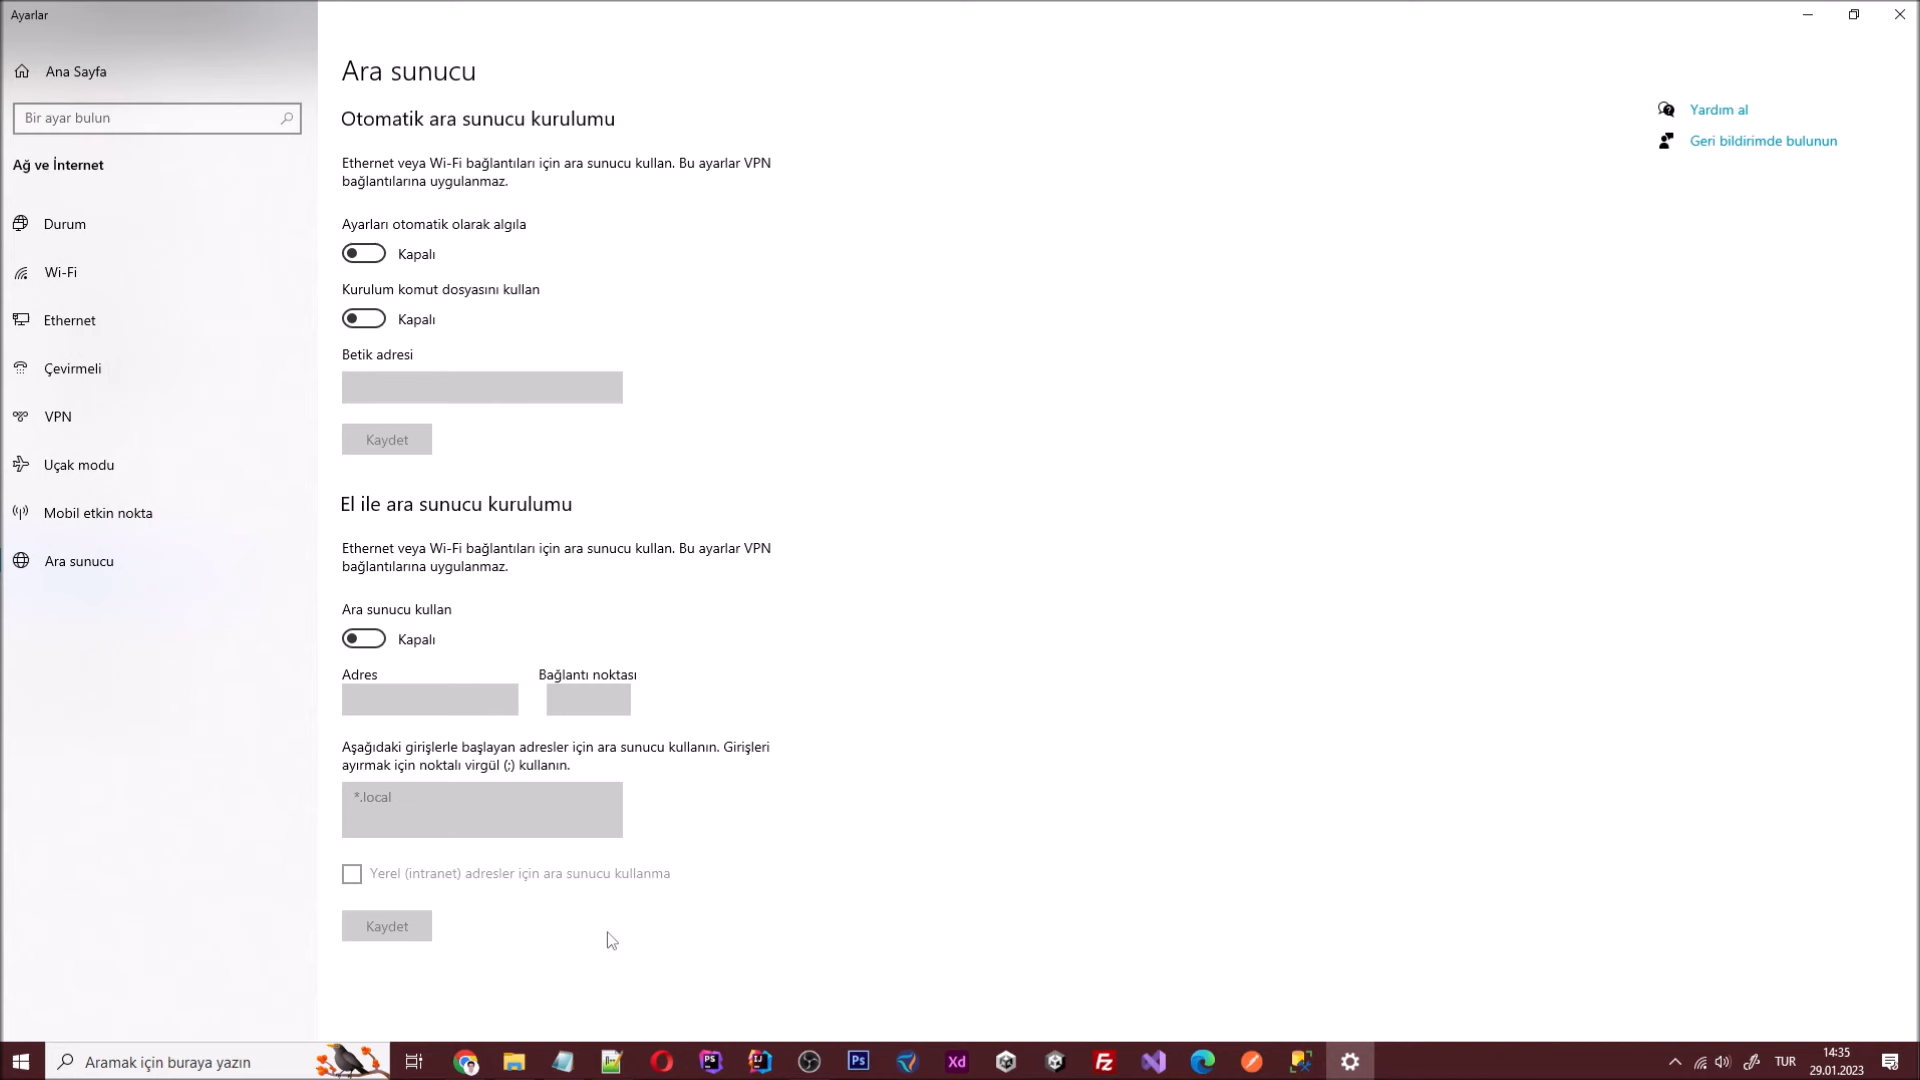 Ayarlar
Ana Sayfa
Bir ayar bulun
Ağ ve İnternet
Durum
Wi-Fi
Ethernet
Çevirmeli
VPN
Uçak modu
Mobil etkin nokta
Ara sunucu
Ara sunucu
Otomatik ara sunucu kurulumu
Ethernet veya Wi-Fi bağlantıları için ara sunucu kullan. Bu ayarlar VPN
bağlantılarına uygulanmaz.
Ayarları otomatik olarak algıla
Kapalı
Kurulum komut dosyasını kullan
Kapalı
Betik adresi
Kaydet
El ile ara sunucu kurulumu
Ethernet veya Wi-Fi bağlantıları için ara sunucu kullan. Bu ayarlar VPN
bağlantılarına uygulanmaz.
Ara sunucu kullan
Kapalı
Adres Bağlantı noktası
Aşağıdaki girişlerle başlayan adresler için ara sunucu kullanın. Girişleri
ayırmak için noktalı virgül (;) kullanın.
*.local
Yerel (intranet) adresler için ara sunucu kullanma
Kaydet
Yardım al
Geri bildirimde bulunun
Aramak için buraya yazın
PS
IJ
Ps
Xd
Fz
TUR
14:35
29.01.2023